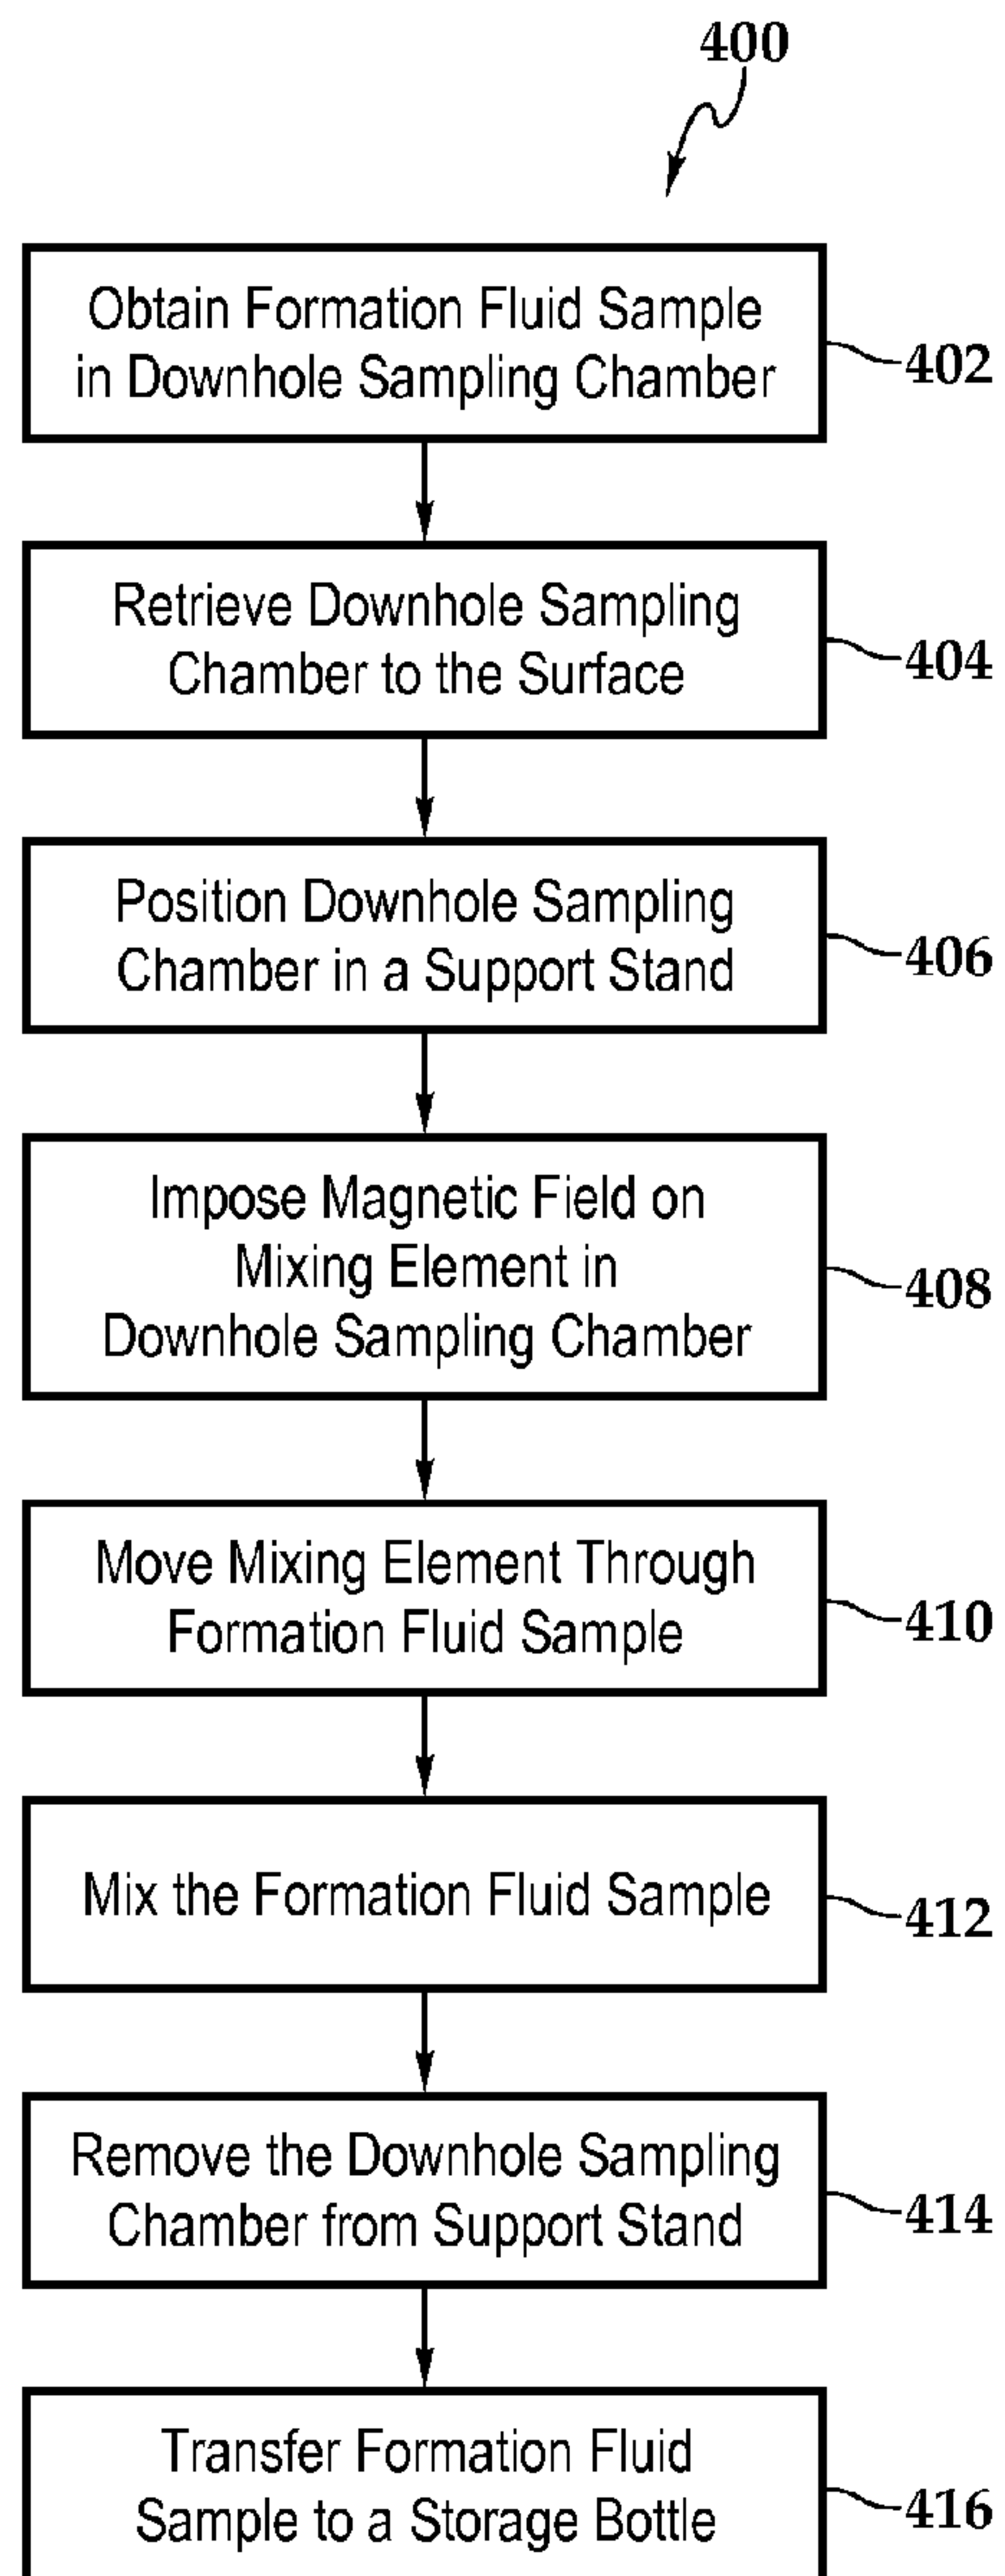 400
Obtain Formation Fluid Sample
in Downhole Sampling Chamber
402
Retrieve Downhole Sampling
Chamber to the Surface
404
Position Downhole Sampling
Chamber in a Support Stand
406
Impose Magnetic Field on
Mixing Element in
Downhole Sampling Chamber
408
Move Mixing Element Through
Formation Fluid Sample
410
Mix the Formation Fluid Sample
412
Remove the Downhole Sampling
Chamber from Support Stand
414
Transfer Formation Fluid
Sample to a Storage Bottle
416